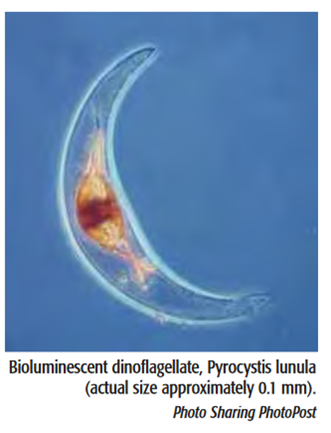 Bioluminescent dinoflagellate, Pyrocystis lunula
(actual size approximately 0.1 mm).
Photo Sharing PhotoPost